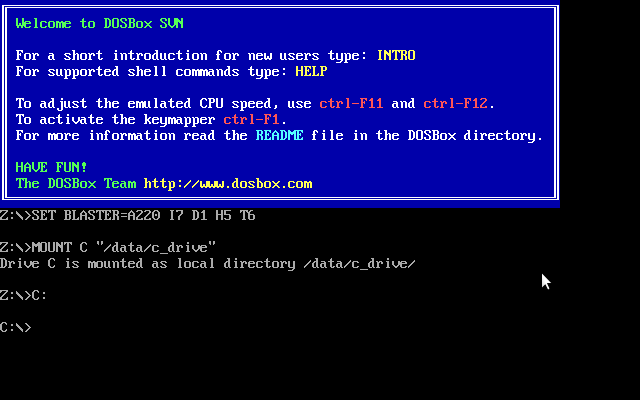 Welcome to DOSBox SVN
For a short introduction for new users type: INTRO
For supported shell commands type: HELP
To adjust the emulated CPU speed, use ctrl-F11 and ctrl-F12.
To activate the keymapper ctrl-F1.
For more information read the README file in the DOSBox directory.
HAVE FUN!
The DOSBox Team http://www.dosbox.com
Z:\>SET BLASTER=A220 I7 D1 H5 T6
Z:\>MOUNT C "/data/c_drive"
Drive C is mounted as local directory /data/c_drive/
Z:\>C:
C:\>